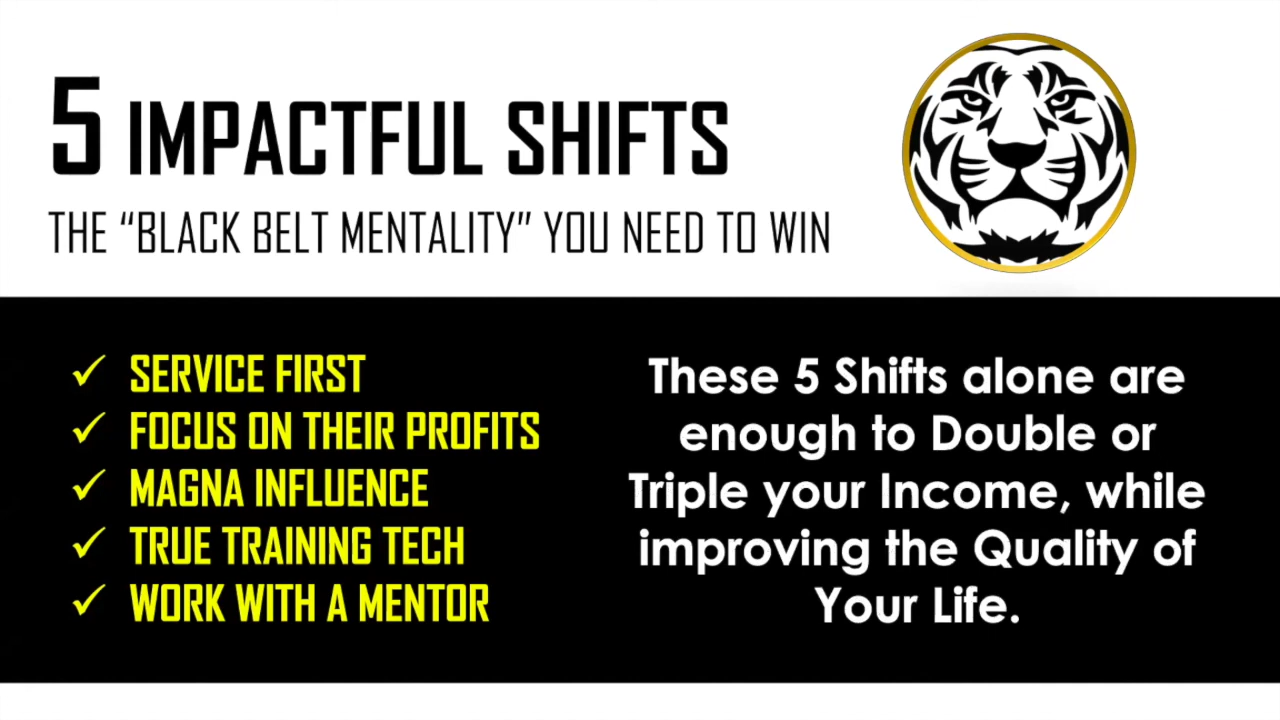 5 IMPACTFUL SHIFTS
THE “BLACK BELT MENTALITY” YOU NEED TO WIN
✓ SERVICE FIRST
✓ FOCUS ON THEIR PROFITS
✓ MAGNA INFLUENCE
✓ TRUE TRAINING TECH
✓ WORK WITH A MENTOR
These 5 Shifts alone are
enough to Double or
Triple your Income, while
improving the Quality of
Your Life.